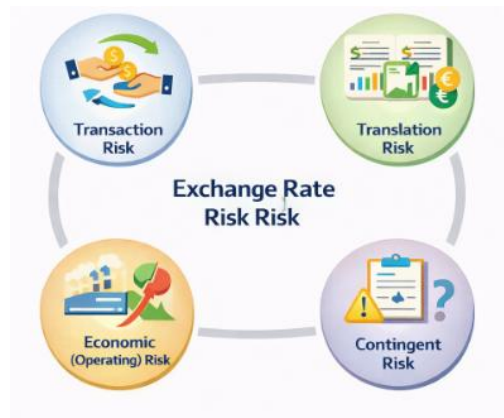 Transaction
Risk
Translation
Risk
Exchange Rate
Risk Risk
Economic
(Operating) Risk
Contingent
Risk